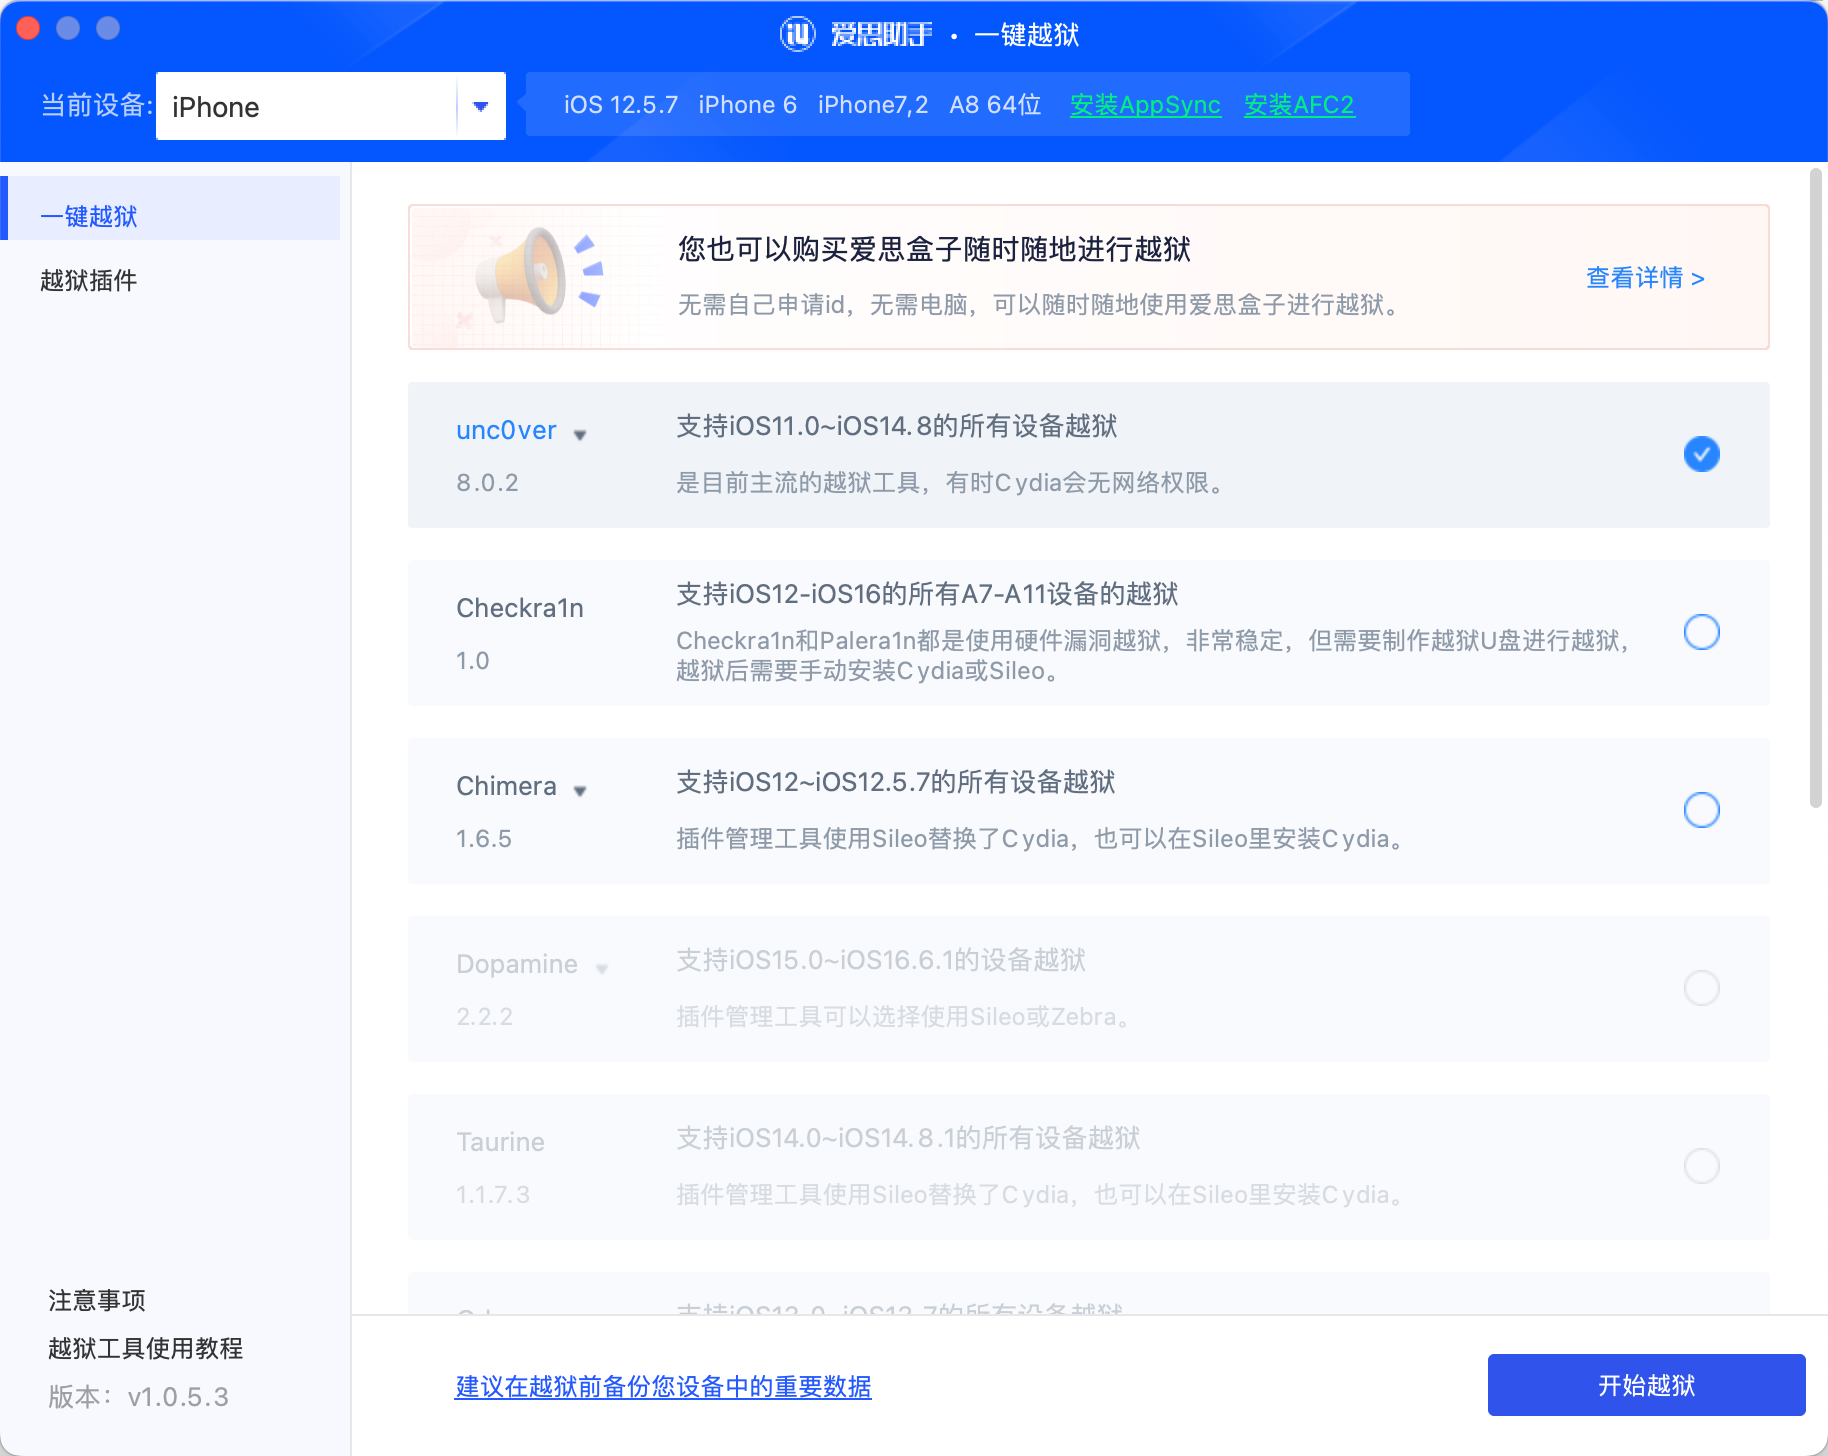 爱思助手 · 一键越狱
当前设备: iPhone
iOS 12.5.7 iPhone 6 iPhone7,2 A8 64位 安装AppSync 安装AFC2
一键越狱
越狱插件
您也可以购买爱思盒子随时随地进行越狱
无需自己申请id，无需电脑，可以随时随地使用爱思盒子进行越狱。
查看详情 >
unc0ver
8.0.2
支持iOS11.0~iOS14.8的所有设备越狱
是目前主流的越狱工具，有时Cydia会无网络权限。
Checkra1n
1.0
支持iOS12-iOS16的所有A7-A11设备的越狱
Checkra1n和Palera1n都是使用硬件漏洞越狱，非常稳定，但需要制作越狱U盘进行越狱，
越狱后需要手动安装Cydia或Sileo。
Chimera
1.6.5
支持iOS12~iOS12.5.7的所有设备越狱
插件管理工具使用Sileo替换了Cydia，也可以在Sileo里安装Cydia。
Dopamine
2.2.2
支持iOS15.0~iOS16.6.1的设备越狱
插件管理工具可以选择使用Sileo或Zebra。
Taurine
1.1.7.3
支持iOS14.0~iOS14.8.1的所有设备越狱
插件管理工具使用Sileo替换了Cydia，也可以在Sileo里安装Cydia。
支持iOS13.0~iOS13.7的所有设备越狱
注意事项
越狱工具使用教程
版本：v1.0.5.3
建议在越狱前备份您设备中的重要数据
开始越狱